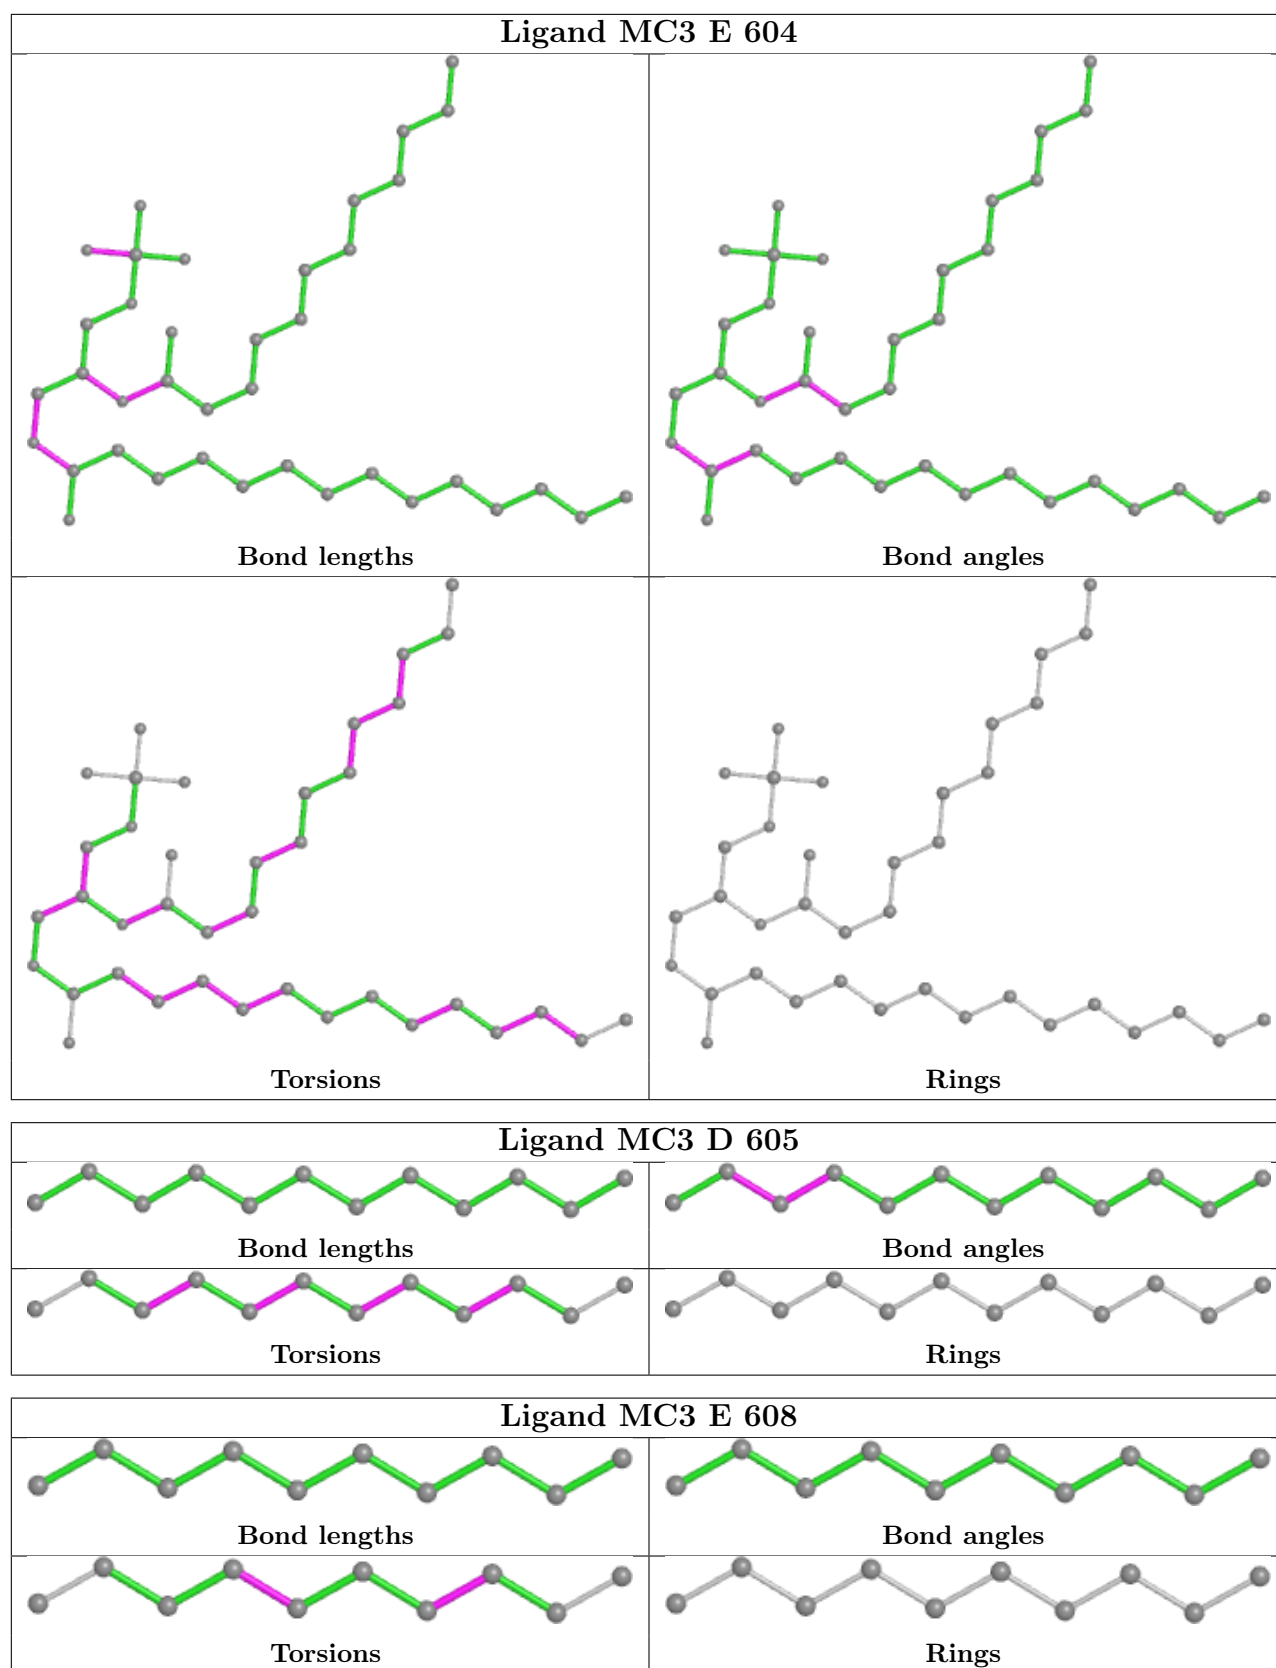 Ligand MC3 E 604
Bond lengths
Bond angles
Torsions
Rings
Ligand MC3 D 605
Bond lengths
Bond angles
Torsions
Rings
Ligand MC3 E 608
Bond lengths
Bond angles
Torsions
Rings